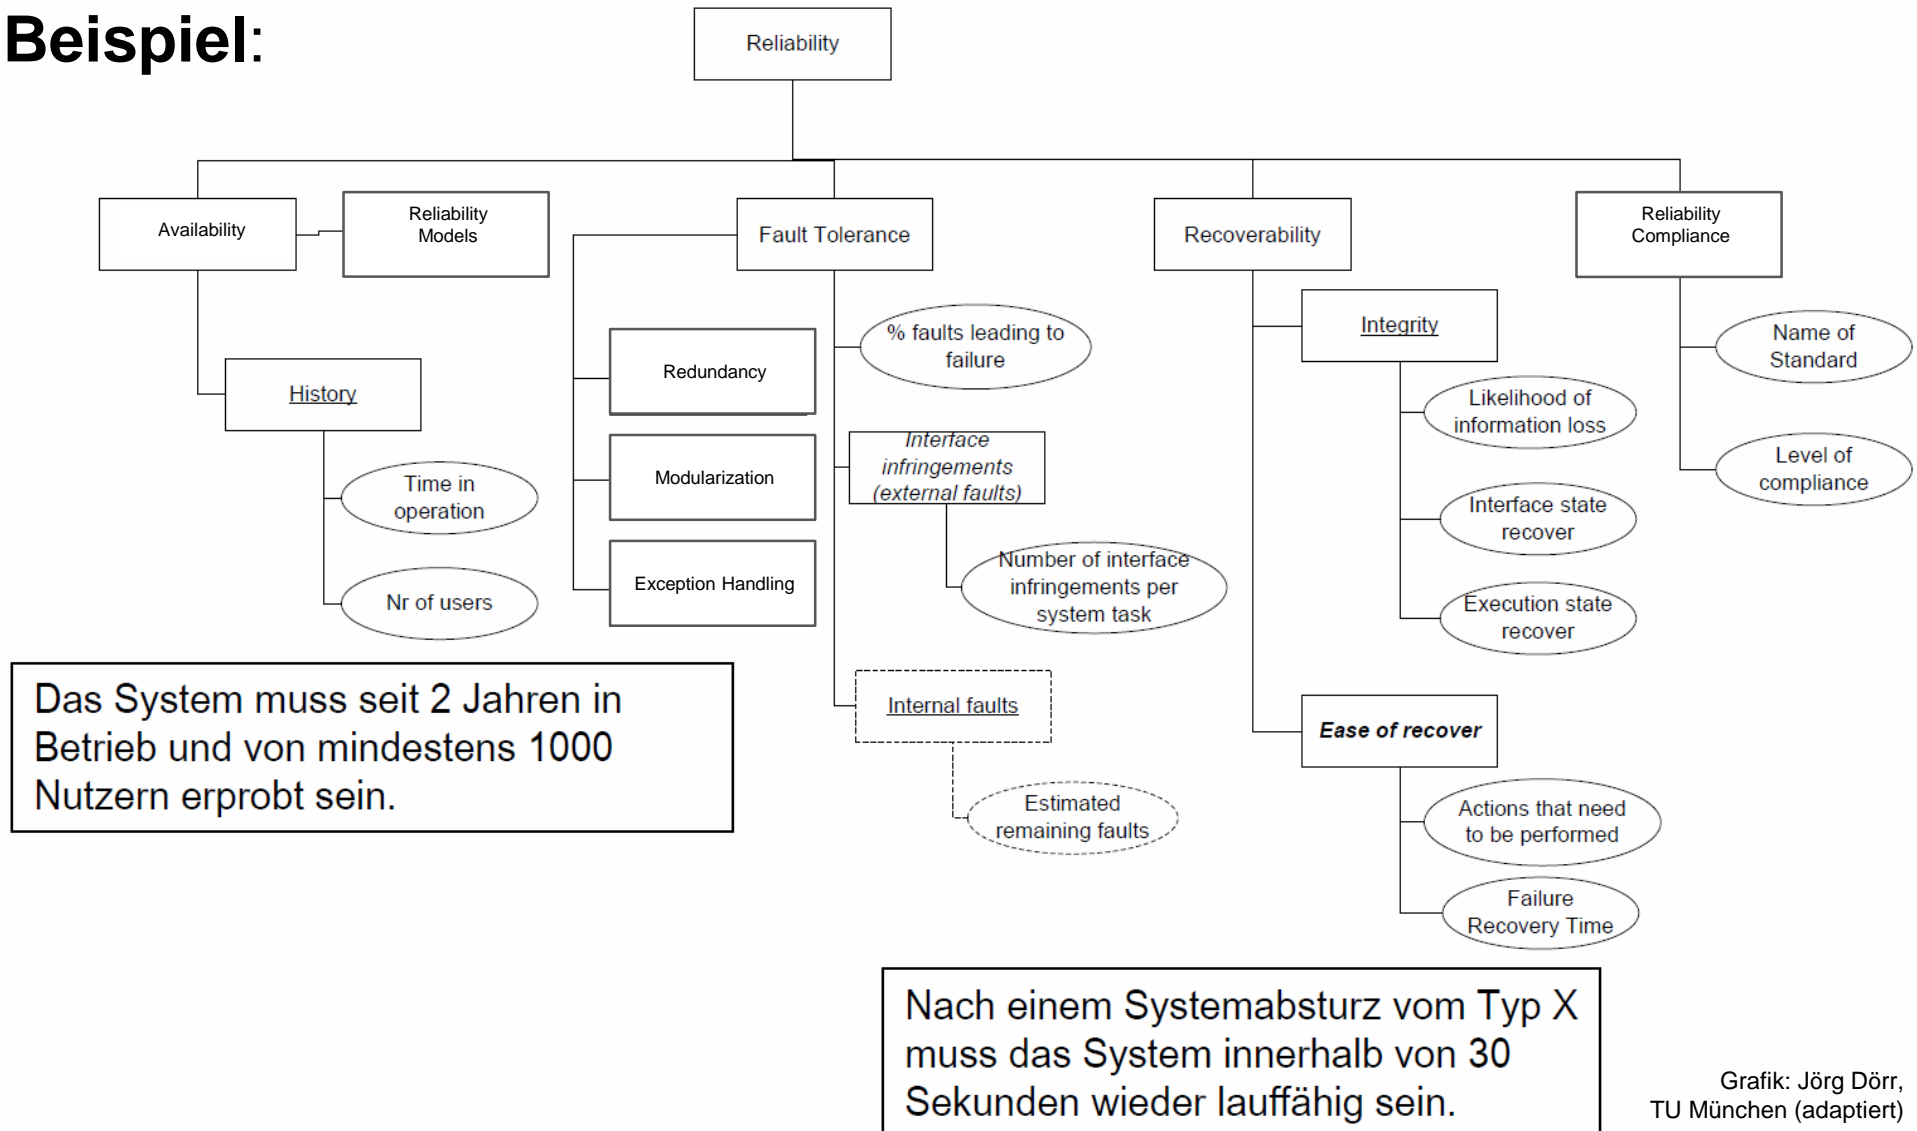 Beispiel:
Reliability
Availability
Reliability
Models
Fault Tolerance
Recoverability
Reliability
Compliance
History
Time in
operation
Nr of users
Redundancy
Modularization
Exception Handling
% faults leading to
failure
Interface
infringements
(external faults)
Number of interface
infringements per
system task
Internal faults
Estimated
remaining faults
Integrity
Likelihood of
information loss
Interface state
recover
Execution state
recover
Ease of recover
Actions that need
to be performed
Failure
Recovery Time
Name of
Standard
Level of
compliance
Das System muss seit 2 Jahren in
Betrieb und von mindestens 1000
Nutzern erprobt sein.
Nach einem Systemabsturz vom Typ X
muss das System innerhalb von 30
Sekunden wieder lauffähig sein.
Grafik: Jörg Dörr,
TU München (adaptiert)